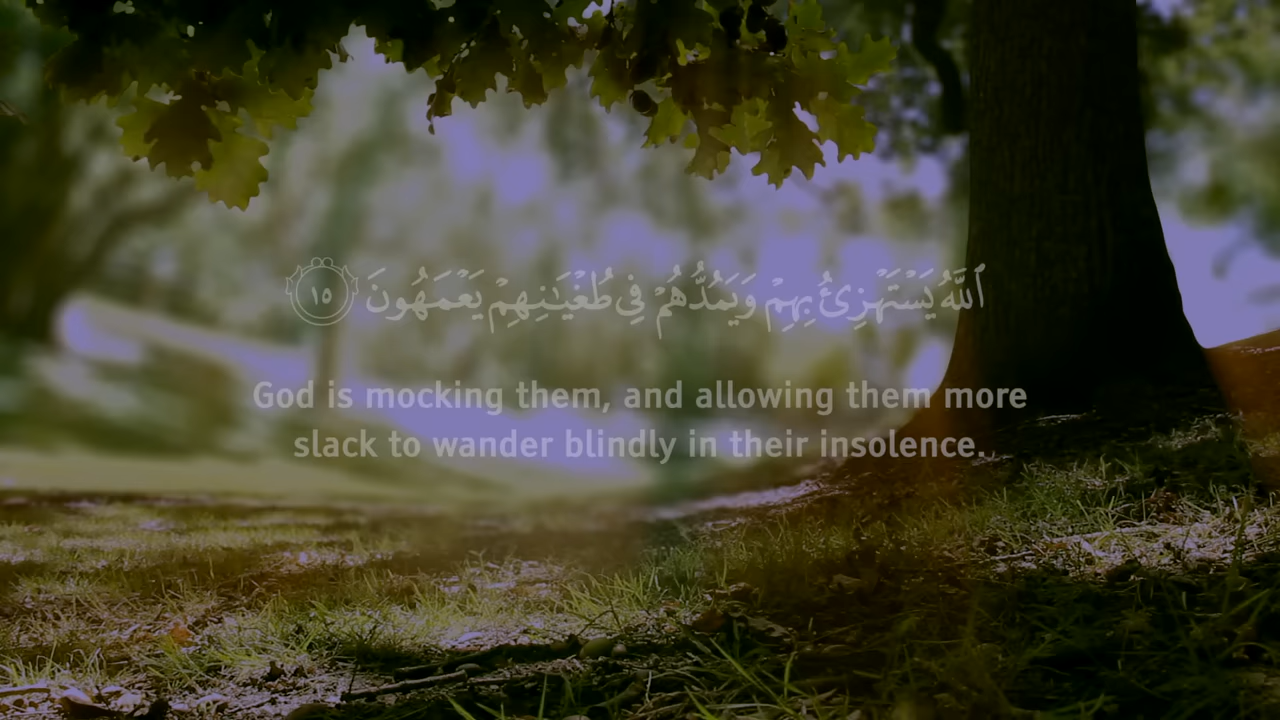 ٱللَّهُ يَسْتَهْزِئُ بِهِمْ وَيَمُدُّهُمْ فِي طُغْيَـٰنِهِمْ يَعْمَهُونَ ١٥
God is mocking them, and allowing them more
slack to wander blindly in their insolence.